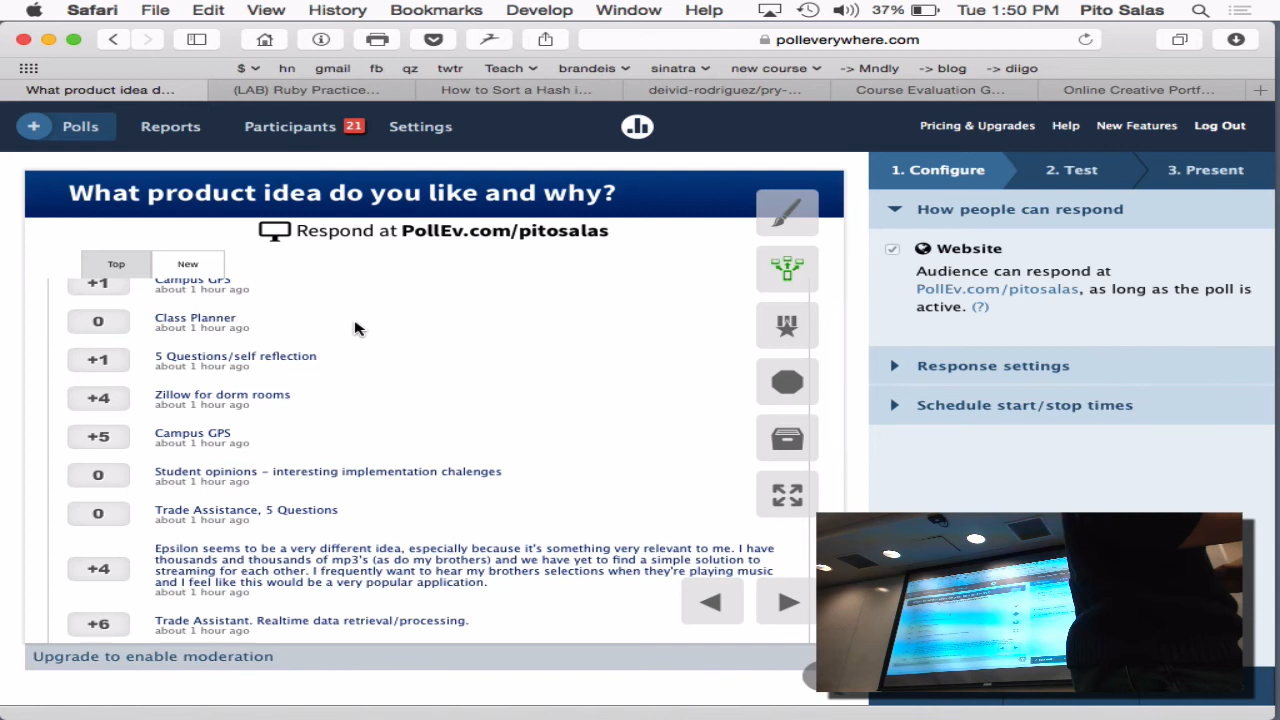 Safari File Edit View History Bookmarks Develop Window Help 37% Tue 1:50 PM Pito Salas
polleverywhere.com
$ hn gmail fb qz twtr Teach brandeis sinatra new course -> Mndly -> blog -> diigo
What product idea d... (LAB) Ruby Practice... How to Sort a Hash i... deivid-rodriguez/pry-... Course Evaluation G... Online Creative Portf...
+ Polls Reports Participants 21 Settings Pricing & Upgrades Help New Features Log Out
1. Configure 2. Test 3. Present
What product idea do you like and why?
Respond at PollEv.com/pitosalas
Top New
+1 Campus GPS
about 1 hour ago
0 Class Planner
about 1 hour ago
+1 5 Questions/self reflection
about 1 hour ago
+4 Zillow for dorm rooms
about 1 hour ago
+5 Campus GPS
about 1 hour ago
0 Student opinions - interesting implementation chalenges
about 1 hour ago
0 Trade Assistance, 5 Questions
about 1 hour ago
+4 Epsilon seems to be a very different idea, especially because it's something very relevant to me. I have
thousands and thousands of mp3's (as do my brothers) and we have yet to find a simple solution to
streaming for each other. I frequently want to hear my brothers selections when they're playing music
and I feel like this would be a very popular application.
about 1 hour ago
+6 Trade Assistant. Realtime data retrieval/processing.
about 1 hour ago
Upgrade to enable moderation
How people can respond
Website
Audience can respond at
PollEv.com/pitosalas, as long as the poll is
active. (?)
Response settings
Schedule start/stop times